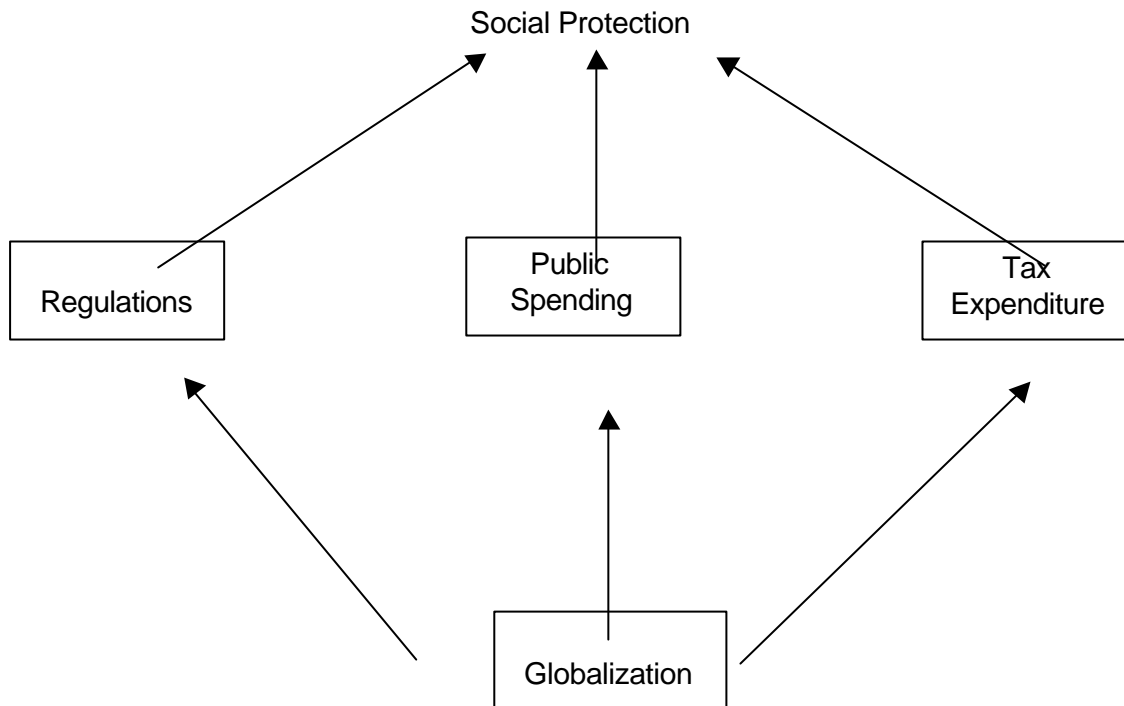 Social Protection
Regulations
Public
Spending
Tax
Expenditure
Globalization